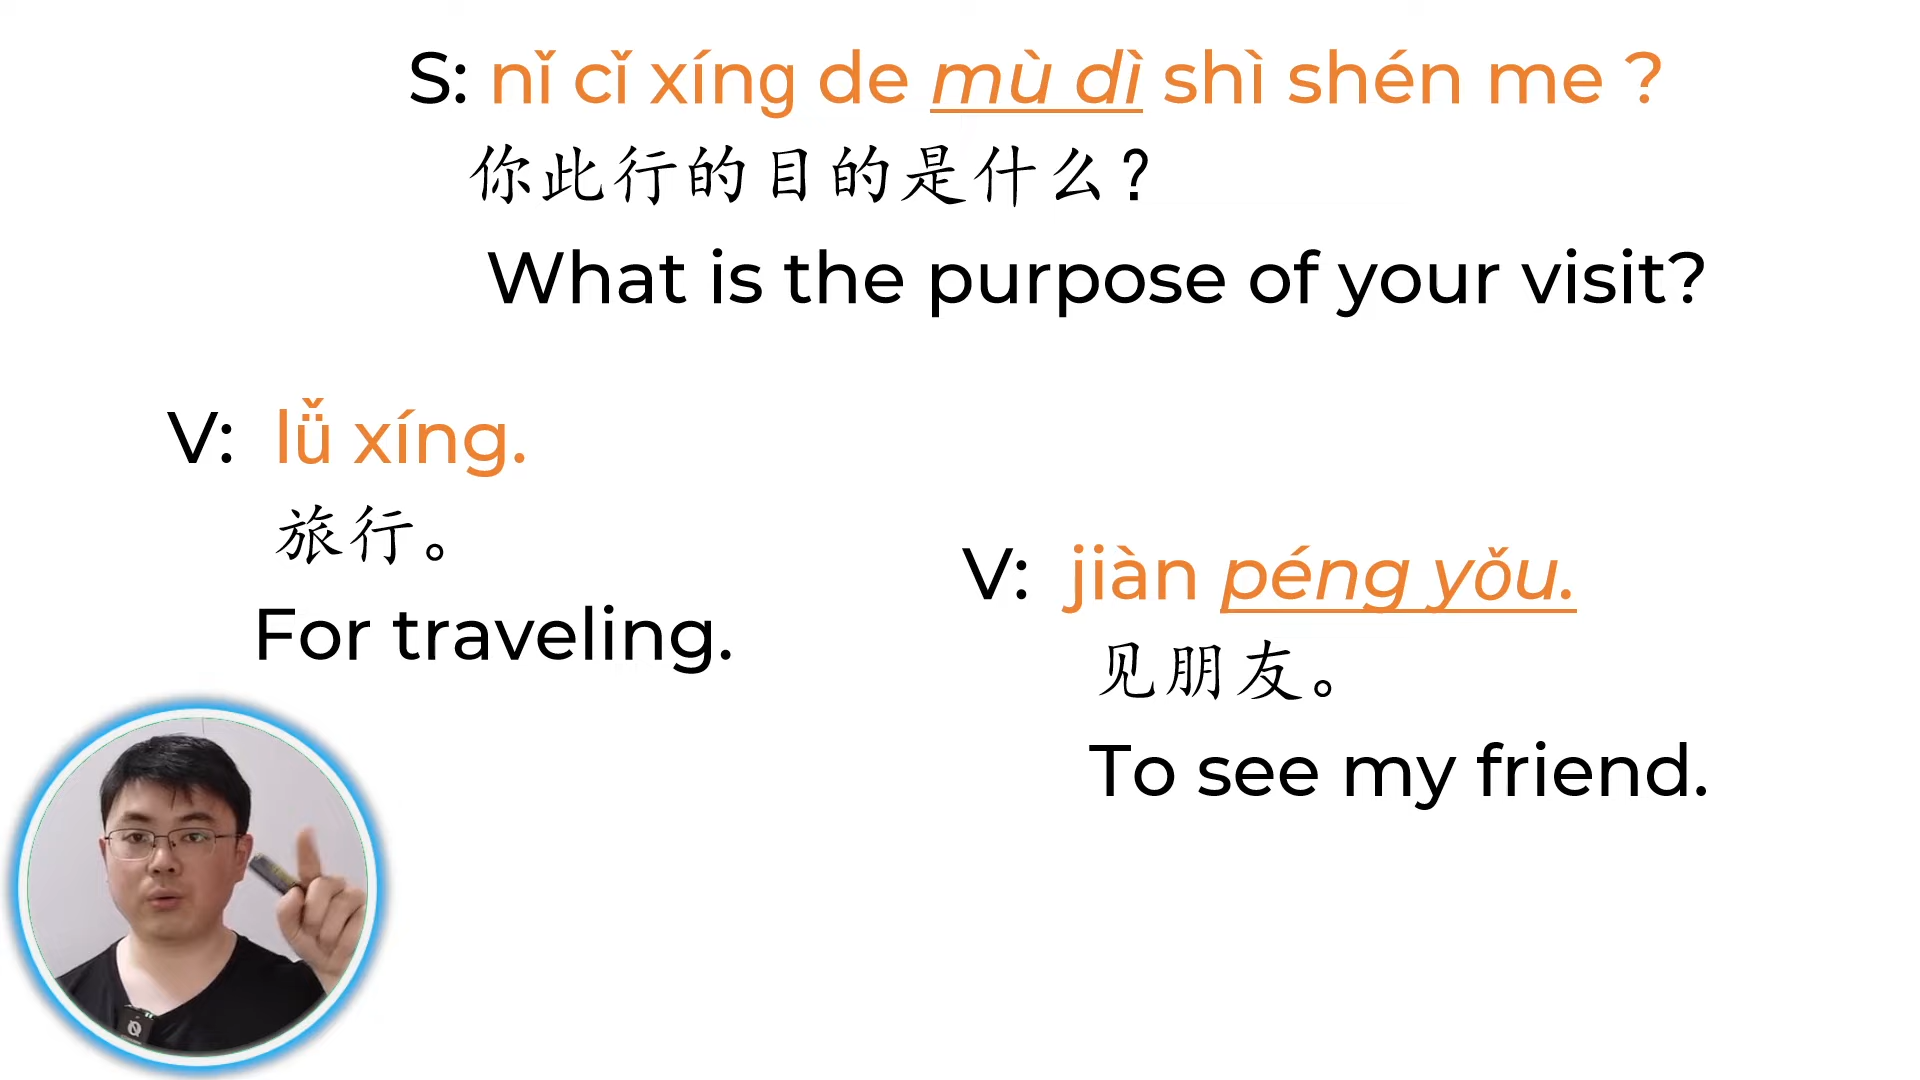 S: nǐ cǐ xíng de mù dì shì shén me ?
你此行的目的是什么？
What is the purpose of your visit?
V: lǚ xíng.
旅行。
For traveling.
V: jiàn péng yǒu.
见朋友。
To see my friend.